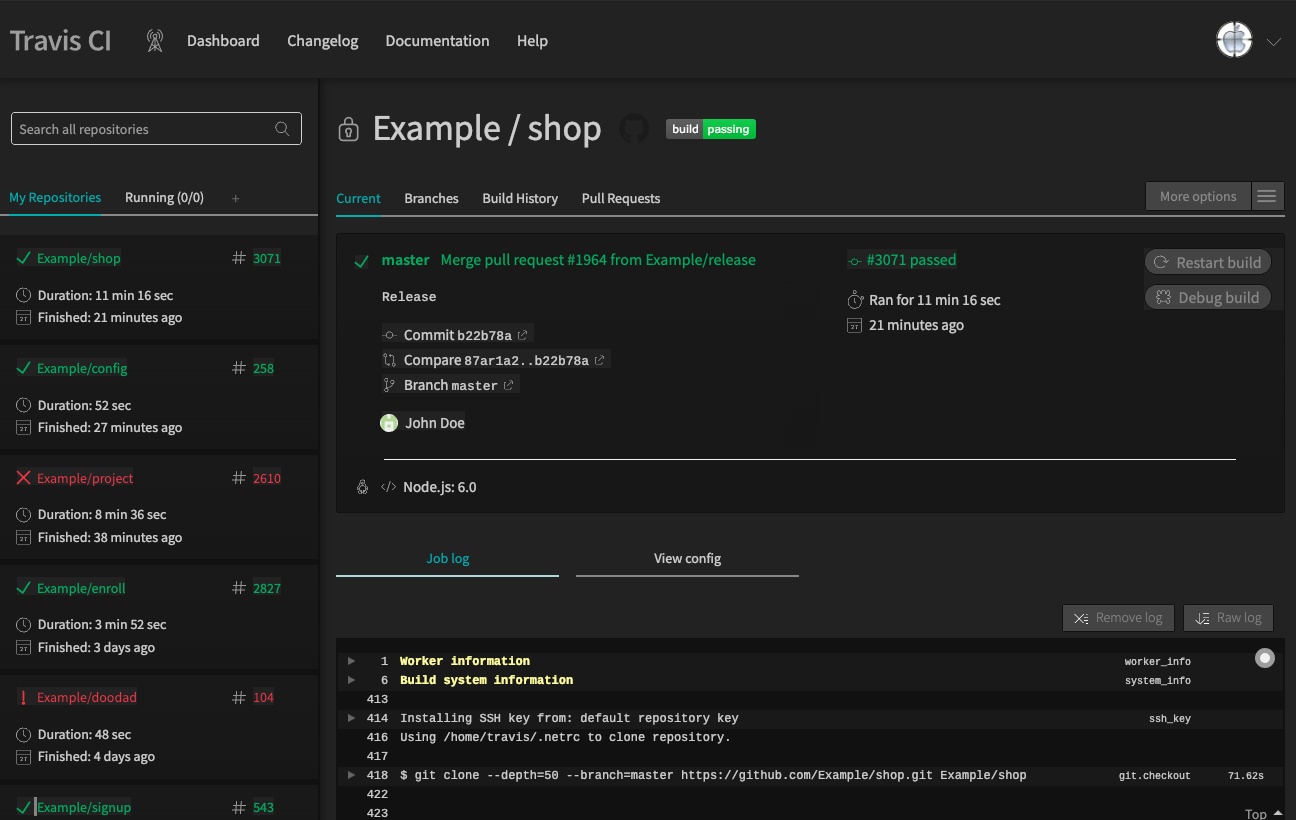 Travis CI
Dashboard Changelog Documentation Help
Search all repositories
My Repositories Running (0/0) +
Example/shop # 3071
Duration: 11 min 16 sec
Finished: 21 minutes ago
Example/config # 258
Duration: 52 sec
Finished: 27 minutes ago
Example/project # 2610
Duration: 8 min 36 sec
Finished: 38 minutes ago
Example/enroll # 2827
Duration: 3 min 52 sec
Finished: 3 days ago
Example/doodad # 104
Duration: 48 sec
Finished: 4 days ago
Example/signup # 543
Example / shop build passing
Current Branches Build History Pull Requests More options
master Merge pull request #1964 from Example/release
Release
Commit b22b78a
Compare 87ar1a2..b22b78a
Branch master
John Doe
#3071 passed
Ran for 11 min 16 sec
21 minutes ago
Restart build
Debug build
</> Node.js: 6.0
Job log View config
Remove log Raw log
1 Worker information worker_info
6 Build system information system_info
413
414 Installing SSH key from: default repository key ssh_key
416 Using /home/travis/.netrc to clone repository.
417
418 $ git clone --depth=50 --branch=master https://github.com/Example/shop.git Example/shop git.checkout 71.62s
422
423
Top